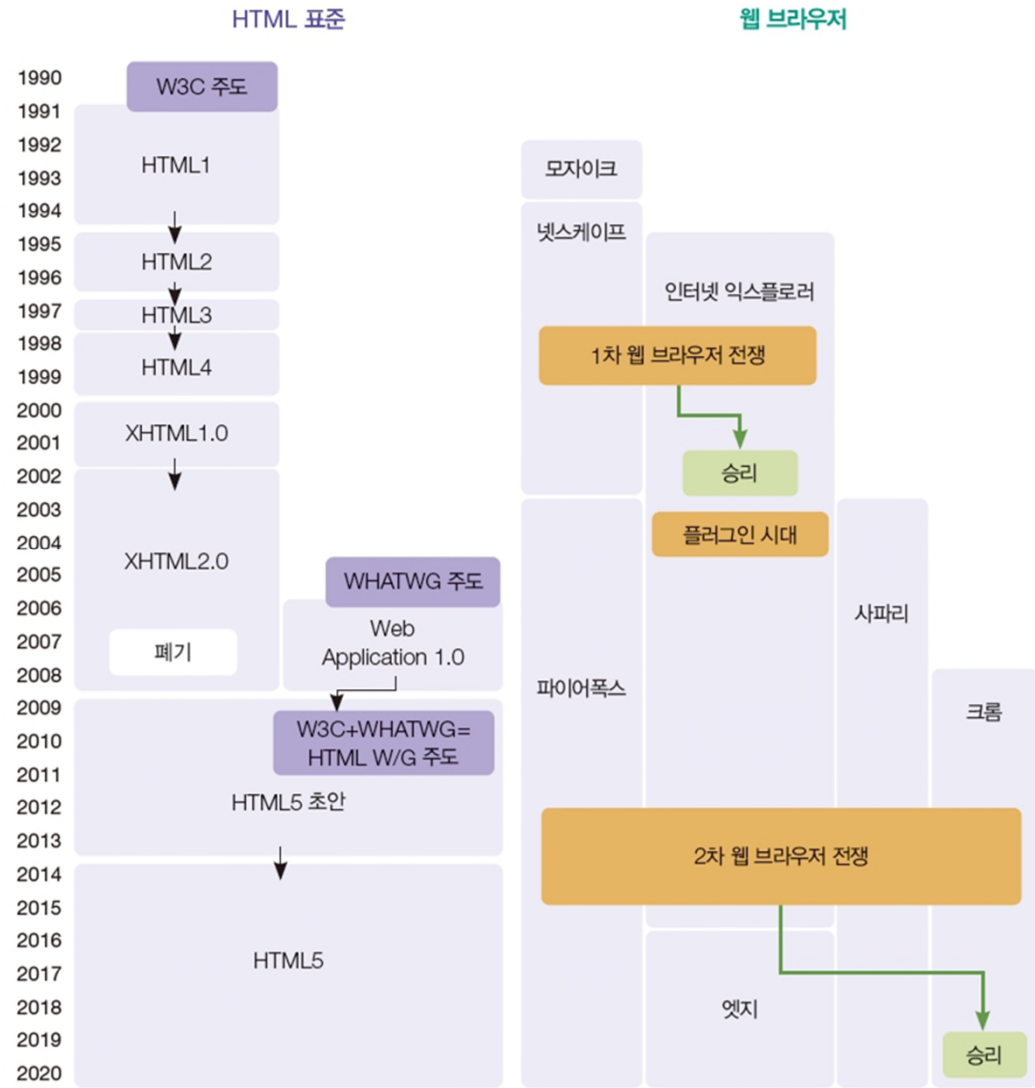 HTML 표준
웹 브라우저
1990
1991
1992
1993
1994
1995
1996
1997
1998
1999
2000
2001
2002
2003
2004
2005
2006
2007
2008
2009
2010
2011
2012
2013
2014
2015
2016
2017
2018
2019
2020
W3C 주도
HTML1
HTML2
HTML3
HTML4
XHTML1.0
XHTML2.0
폐기
WHATWG 주도
Web
Application 1.0
W3C+WHATWG=
HTML W/G 주도
HTML5 초안
HTML5
모자이크
넷스케이프
인터넷 익스플로러
1차 웹 브라우저 전쟁
승리
플러그인 시대
사파리
파이어폭스
크롬
2차 웹 브라우저 전쟁
엣지
승리